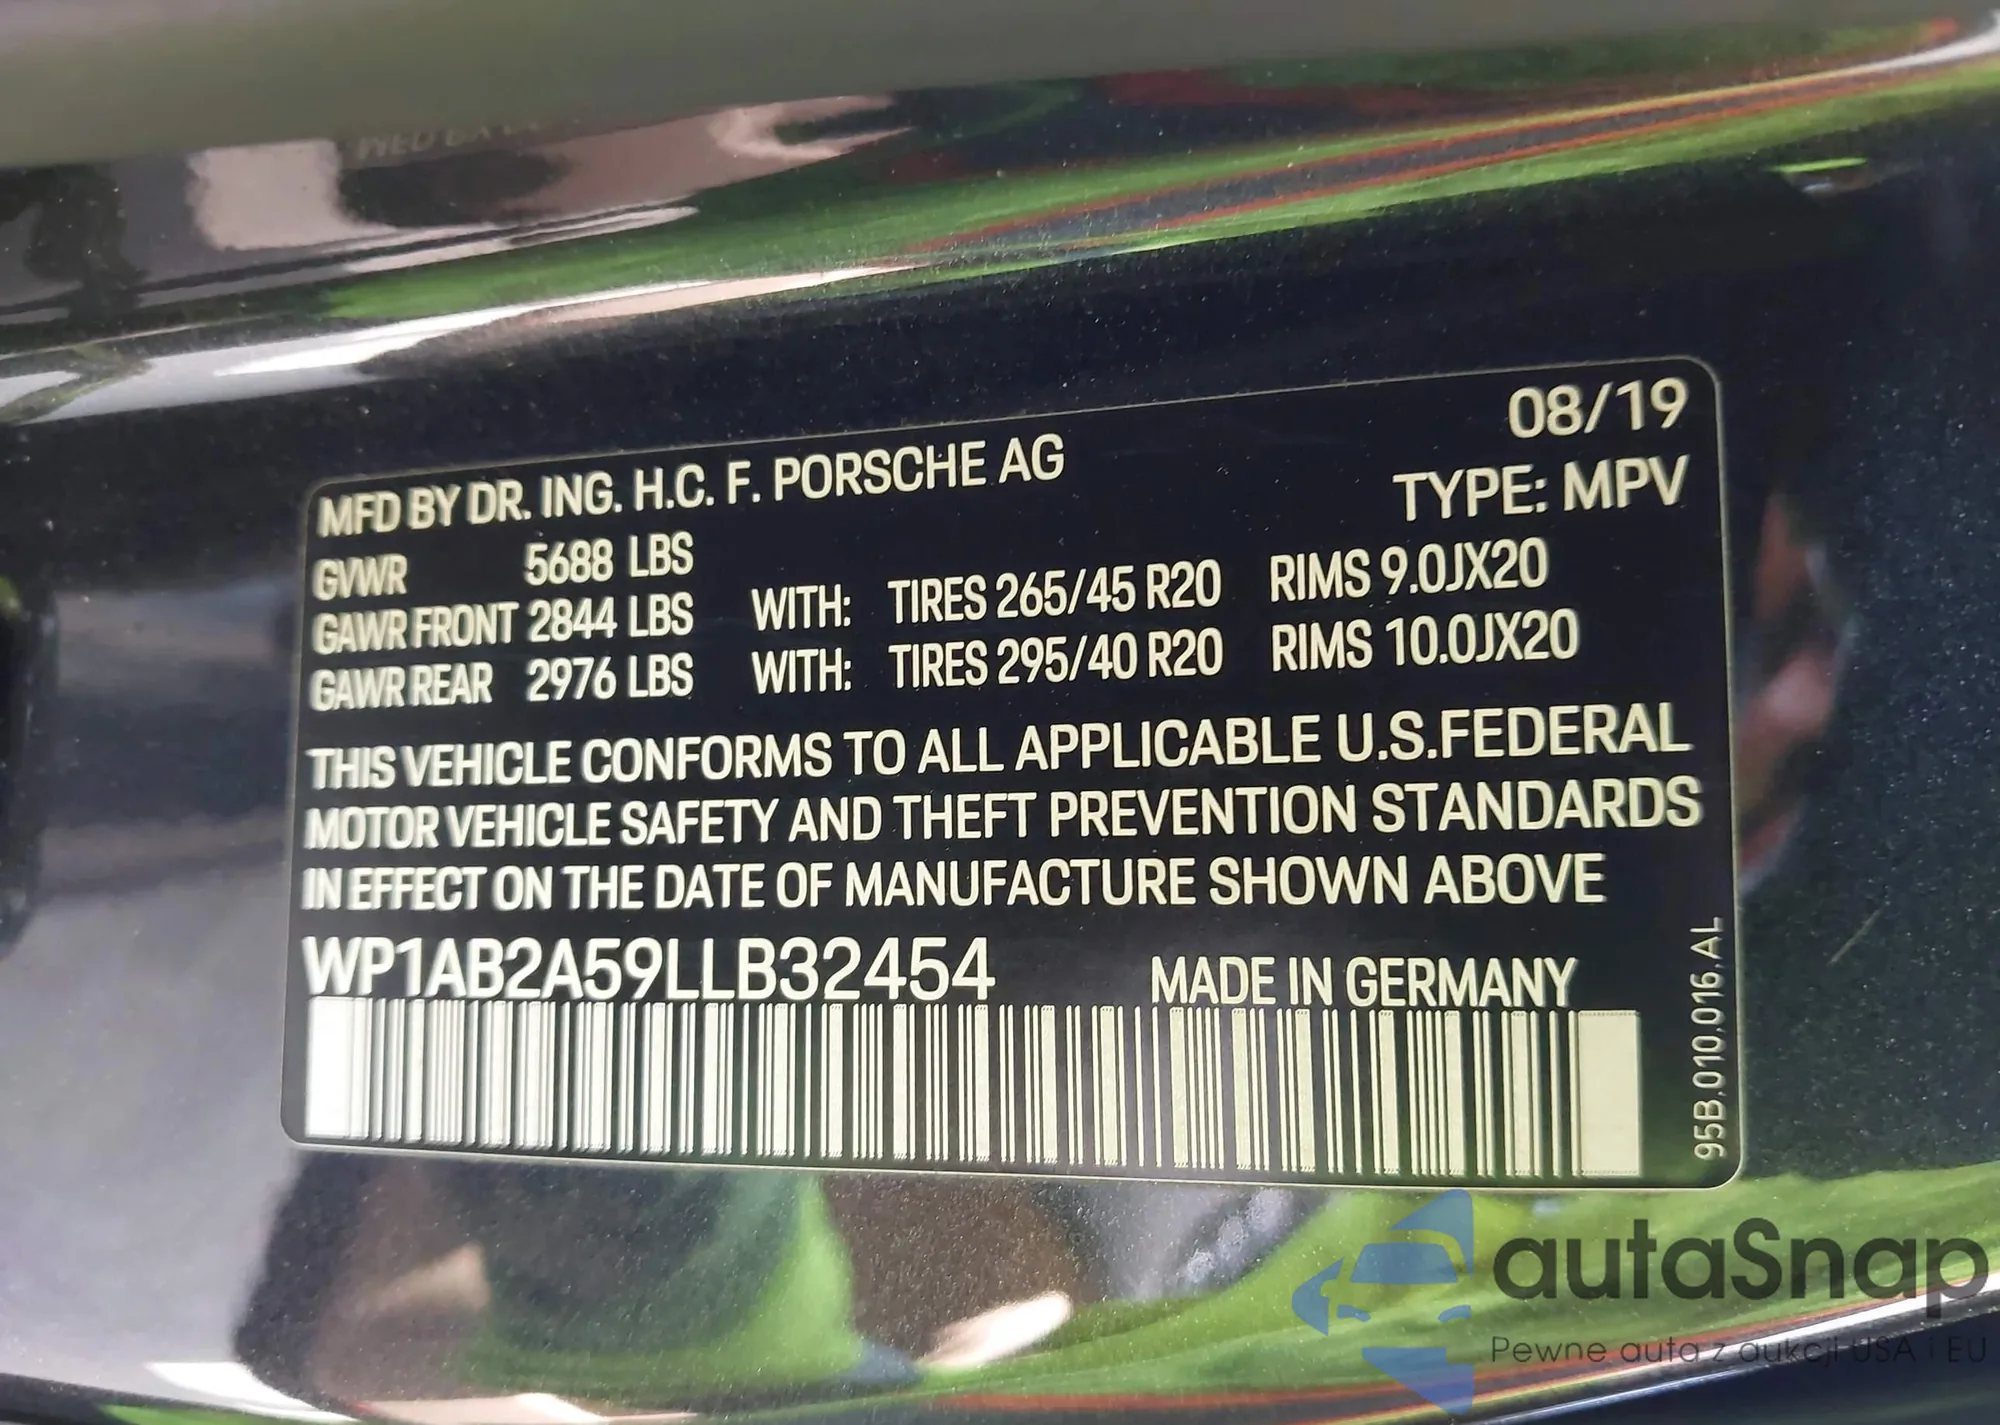 08/19
MFD BY DR. ING. H.C. F. PORSCHE AG
TYPE: MPV
GVWR 5688 LBS
GAWR FRONT 2844 LBS WITH: TIRES 265/45 R20 RIMS 9.0JX20
GAWR REAR 2976 LBS WITH: TIRES 295/40 R20 RIMS 10.0JX20
THIS VEHICLE CONFORMS TO ALL APPLICABLE U.S.FEDERAL
MOTOR VEHICLE SAFETY AND THEFT PREVENTION STANDARDS
IN EFFECT ON THE DATE OF MANUFACTURE SHOWN ABOVE
WP1AB2A59LLB32454
MADE IN GERMANY
95B.010.016.AL
autaSnap
Pewne auta z aukcji USA i EU